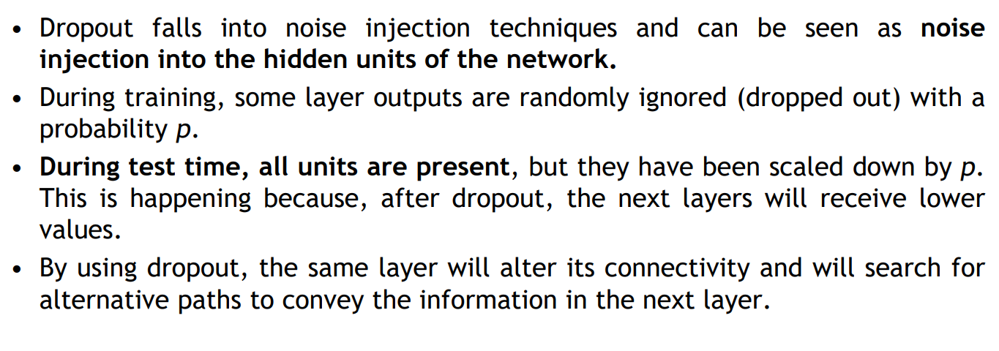 • Dropout falls into noise injection techniques and can be seen as noise
injection into the hidden units of the network.
• During training, some layer outputs are randomly ignored (dropped out) with a
probability p.
• During test time, all units are present, but they have been scaled down by p.
This is happening because, after dropout, the next layers will receive lower
values.
• By using dropout, the same layer will alter its connectivity and will search for
alternative paths to convey the information in the next layer.